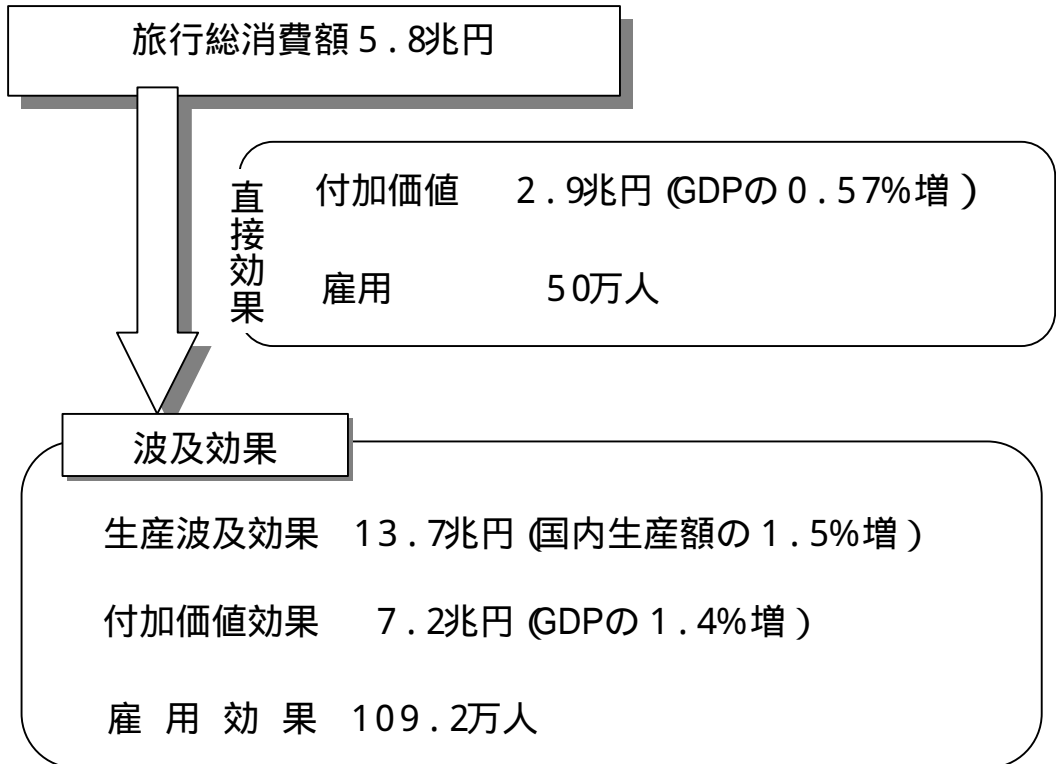 旅行総消費額5.8兆円
直接効果
付加価値 2.9兆円(GDPの0.57%増)
雇用 50万人
波及効果
生産波及効果 13.7兆円(国内生産額の1.5%増)
付加価値効果 7.2兆円(GDPの1.4%増)
雇用効果 109.2万人